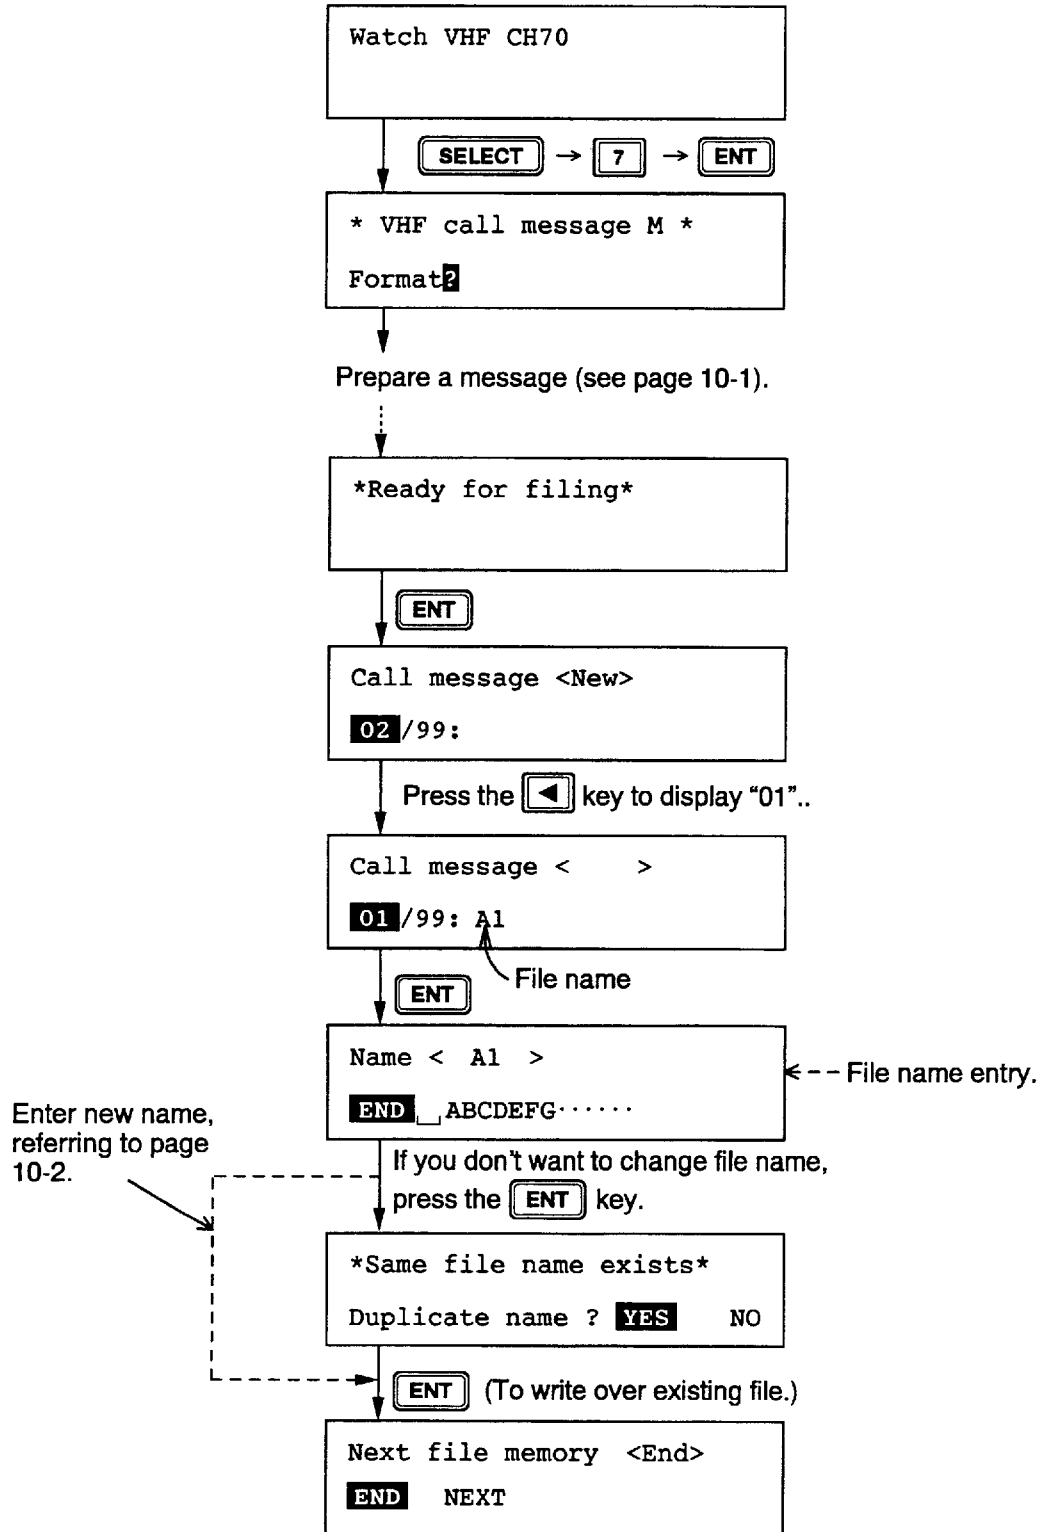 Watch VHF CH70
SELECT → 7 → ENT
* VHF call message M *
Format?
Prepare a message (see page 10-1).
*Ready for filing*
ENT
Call message <New>
02/99:
Press the ◀ key to display “01”..
Call message <    >
01/99: A1
File name
ENT
Name < A1 >
File name entry.
END␣ABCDEFG······
Enter new name,
referring to page
10-2.
If you don't want to change file name,
press the ENT key.
*Same file name exists*
Duplicate name ? YES NO
ENT (To write over existing file.)
Next file memory <End>
END NEXT